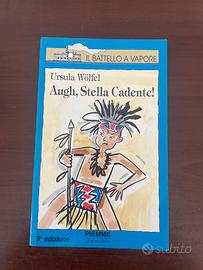 IL BATTELLO A VAPORE
Ursula Wölfel
Augh, Stella Cadente!
9ª edizione
PIEMME
Junior
subito